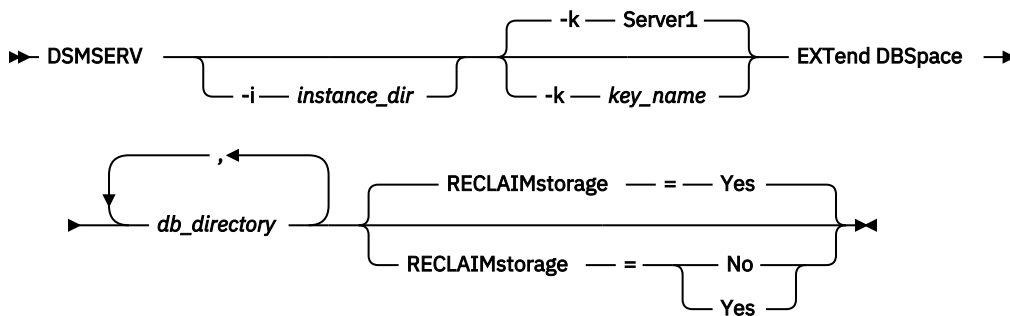 -k Server1
DSMSERV EXTend DBSpace
-i instance_dir -k key_name
,
RECLAIMstorage = Yes
db_directory
RECLAIMstorage = No
Yes